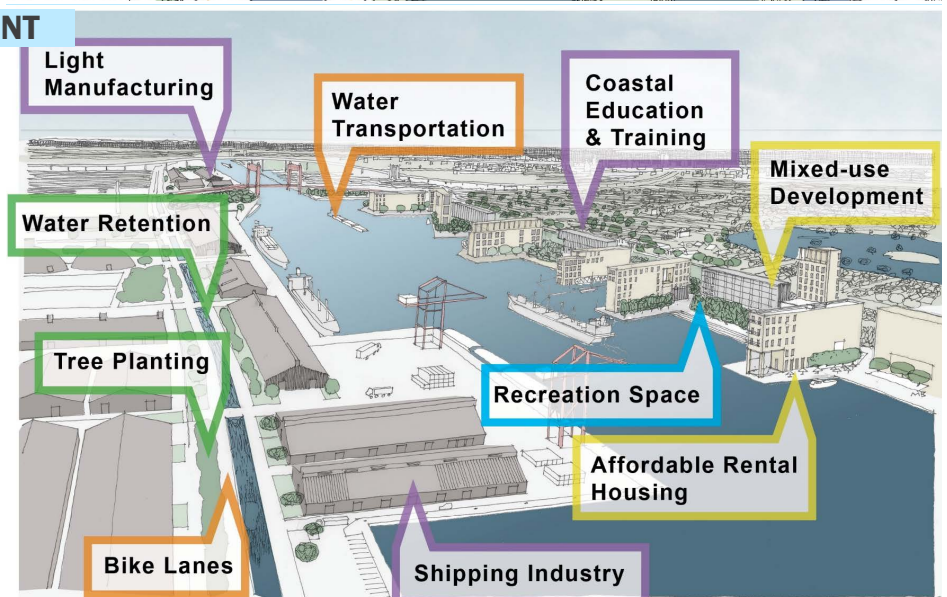 NT
Light
Manufacturing
Water
Transportation
Coastal
Education
& Training
Mixed-use
Development
Water Retention
Tree Planting
Recreation Space
Affordable Rental
Housing
Bike Lanes
Shipping Industry